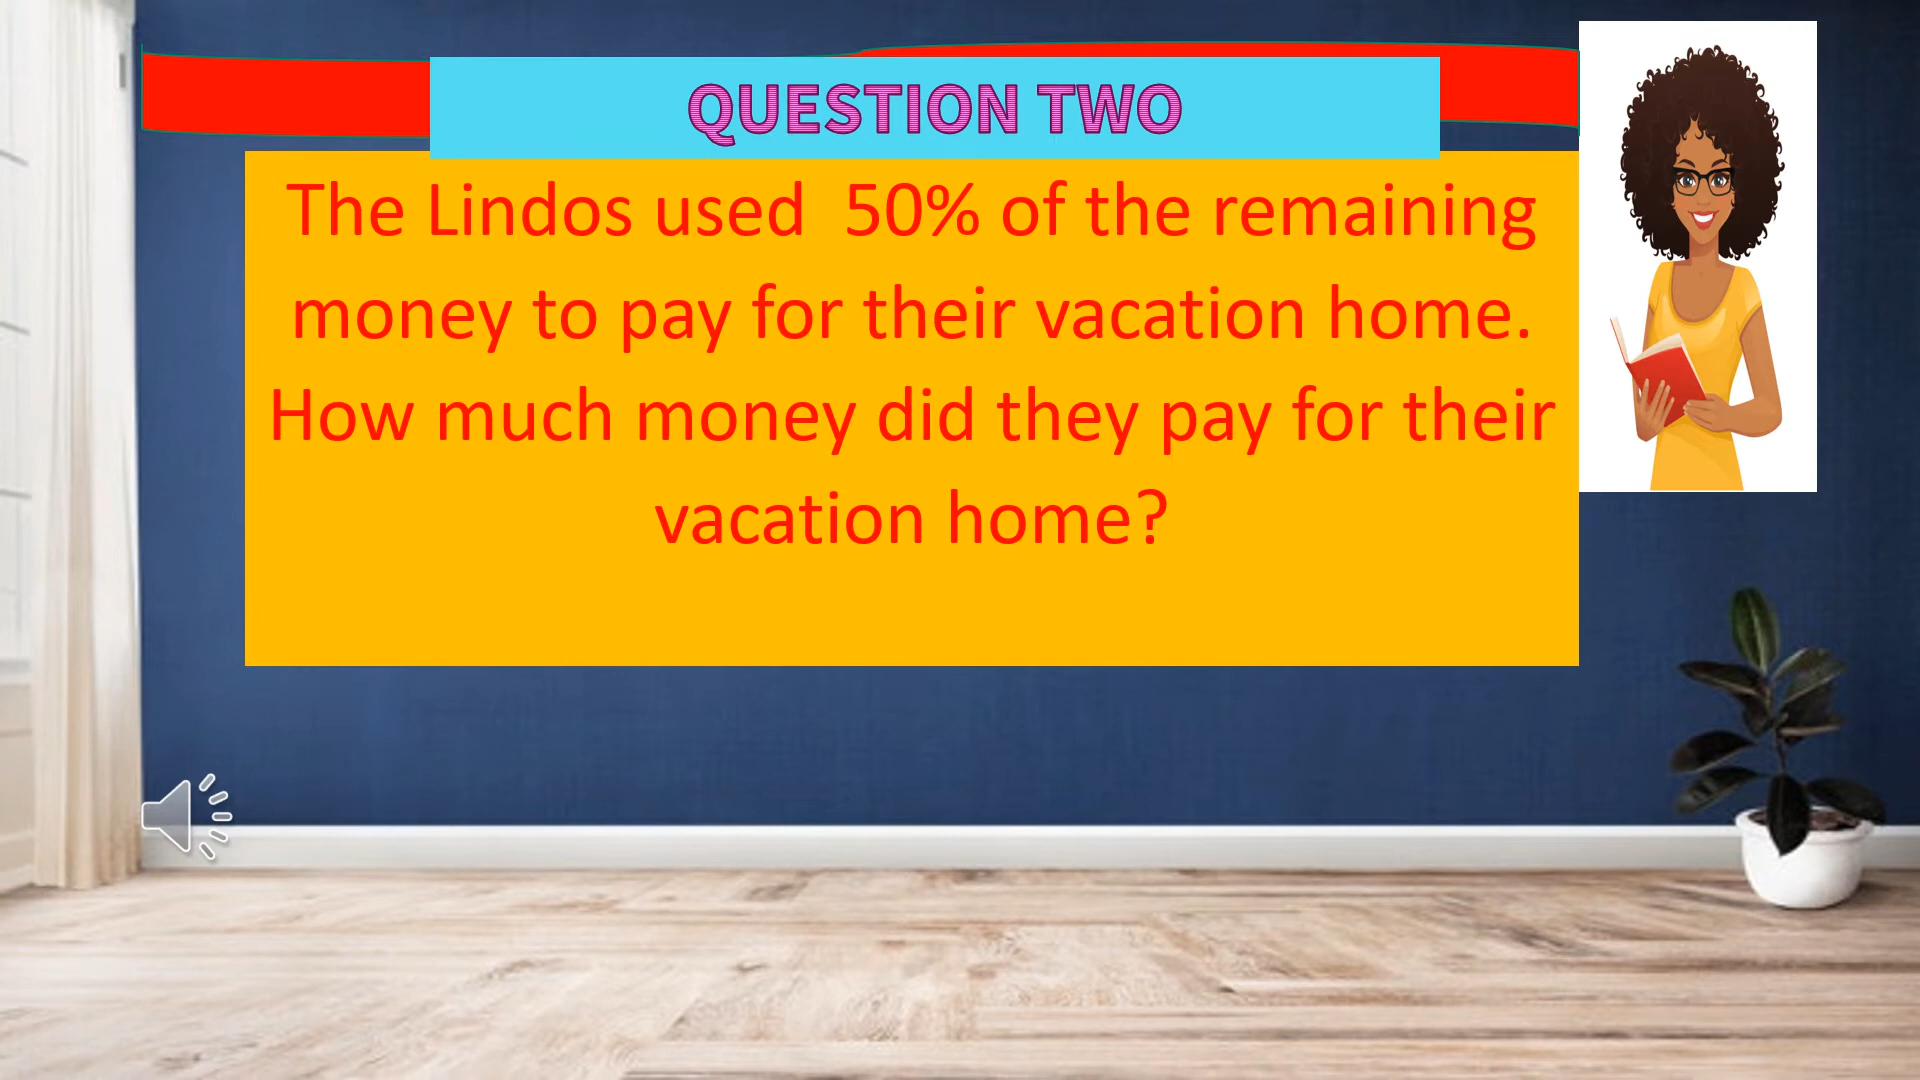 QUESTION TWO
The Lindos used  50% of the remaining
money to pay for their vacation home.
How much money did they pay for their
vacation home?